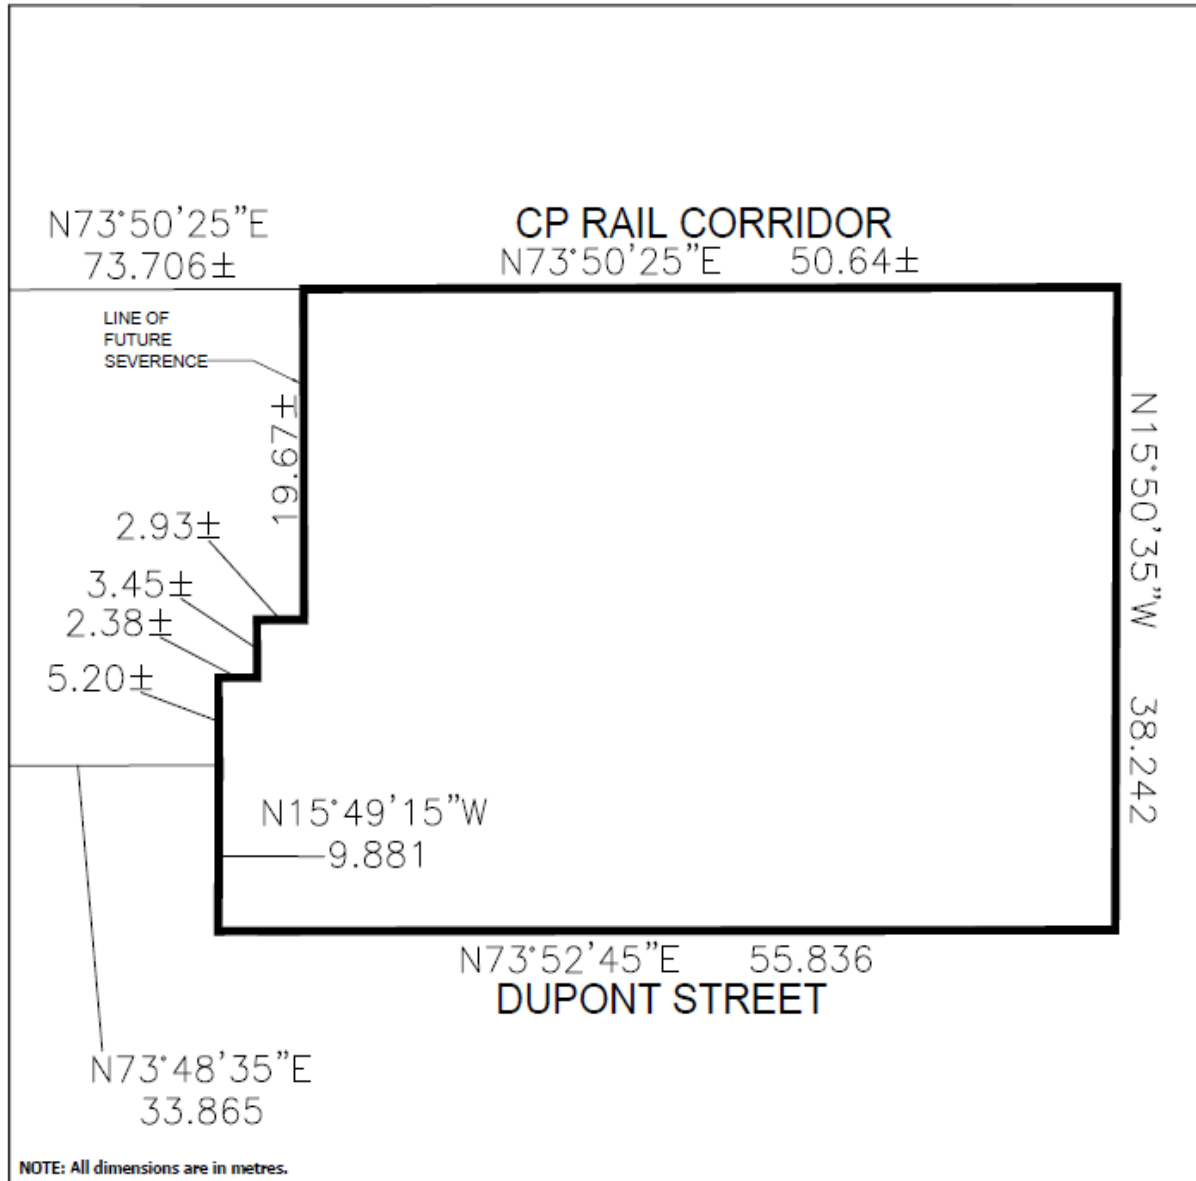 N73°50'25"E
73.706±
CP RAIL CORRIDOR
N73°50'25"E 50.64±
LINE OF
FUTURE
SEVERENCE
19.67±
N15°50'35"W 38.242
2.93±
3.45±
2.38±
5.20±
N15°49'15"W
9.881
N73°52'45"E 55.836
DUPONT STREET
N73°48'35"E
33.865
NOTE: All dimensions are in metres.